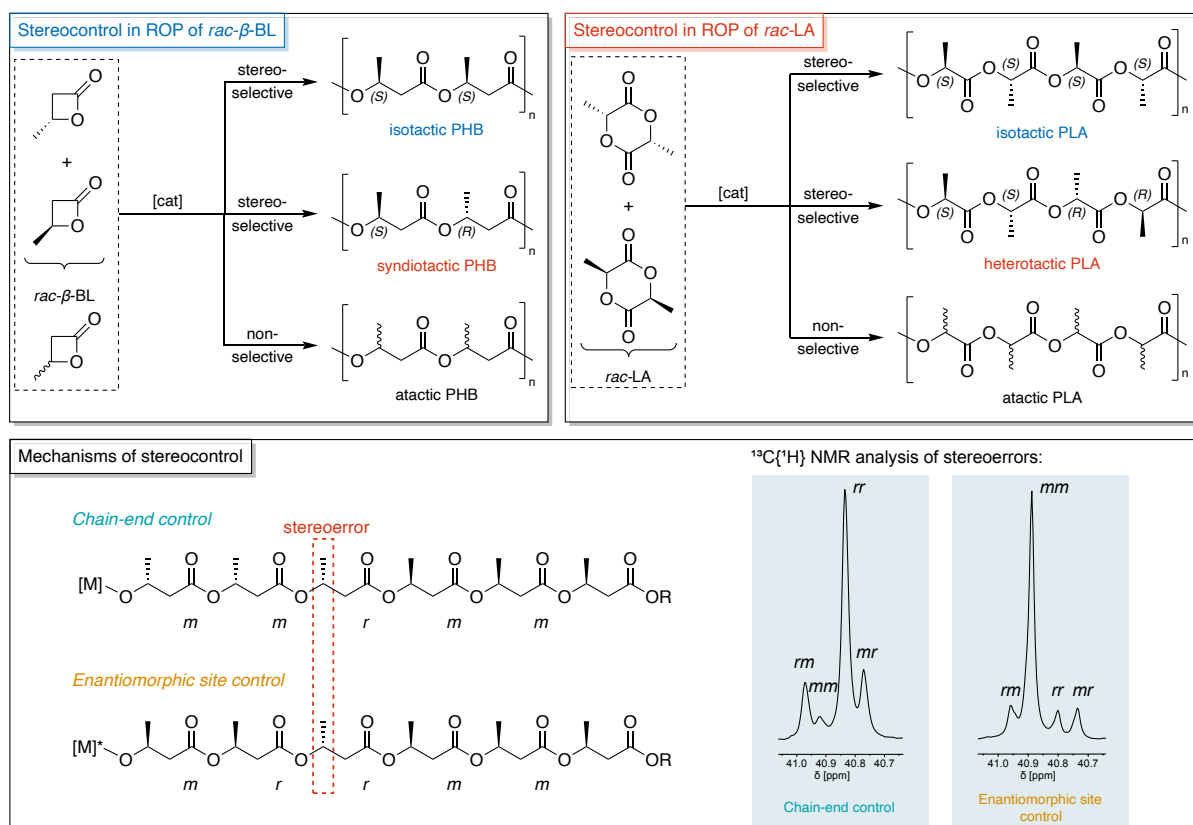 Stereocontrol in ROP of rac-β-BL
O
O
+
O
O
rac-β-BL
O
O
[cat]
stereo-
selective
O
(S)
O
O
(S)
O
n
isotactic PHB
stereo-
selective
O
(S)
O
O
(R)
O
n
syndiotactic PHB
non-
selective
O
O
O
O
n
atactic PHB
Stereocontrol in ROP of rac-LA
O
O
O
O
+
O
O
O
O
rac-LA
[cat]
stereo-
selective
O
(S)
O
O
(S)
O
O
(S)
O
O
(S)
O
n
isotactic PLA
stereo-
selective
O
(S)
O
O
(S)
O
O
(R)
O
O
(R)
O
n
heterotactic PLA
non-
selective
O
O
O
O
O
O
O
O
n
atactic PLA
Mechanisms of stereocontrol
Chain-end control
stereoerror
[M] O O O O O O O O O O O OR
O
m m r m m
Enantiomorphic site control
[M]* O O O O O O O O O O O OR
O
m r r m m
¹³C{¹H} NMR analysis of stereoerrors:
rr
rm
mm
mr
41.0 40.9 40.8 40.7
δ [ppm]
Chain-end control
mm
rm
rr
mr
41.0 40.9 40.8 40.7
δ [ppm]
Enantiomorphic site
control